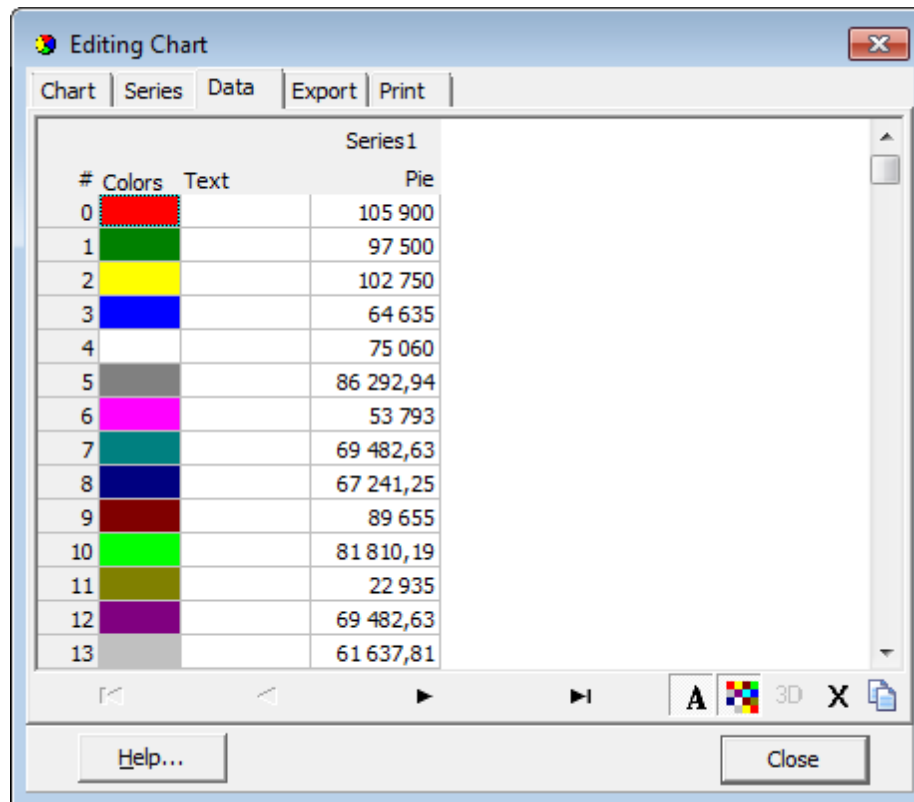 Editing Chart
Chart Series Data Export Print
Series1
# Colors Text Pie
0 105 900
1 97 500
2 102 750
3 64 635
4 75 060
5 86 292,94
6 53 793
7 69 482,63
8 67 241,25
9 89 655
10 81 810,19
11 22 935
12 69 482,63
13 61 637,81
A 3D X
Help... Close